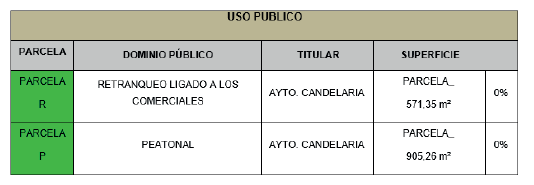 USO PUBLICO
PARCELA DOMINIO PÚBLICO TITULAR SUPERFICIE
PARCELA R RETRANQUEO LIGADO A LOS COMERCIALES AYTO. CANDELARIA PARCELA_ 571,35 m² 0%
PARCELA P PEATONAL AYTO. CANDELARIA PARCELA_ 905,26 m² 0%